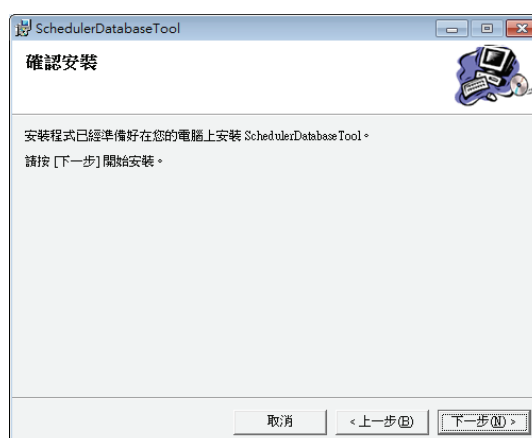 SchedulerDatabaseTool
確認安裝
安裝程式已經準備好在您的電腦上安裝 SchedulerDatabaseTool。
請按 [下一步] 開始安裝。
取消 <上一步(B) 下一步(N)>